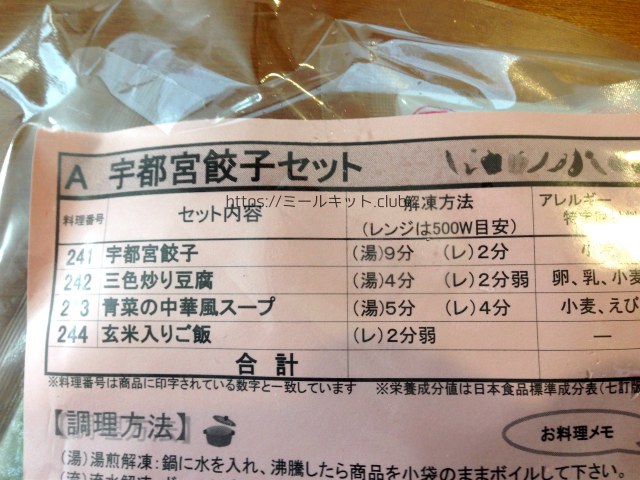 A 宇都宮餃子セット
https://ミールキット.club/
料理番号 セット内容 解凍方法 (レンジは500W目安) アレルギー
241 宇都宮餃子 (湯)9分 (レ)2分 小
242 三色炒り豆腐 (湯)4分 (レ)2分弱 卵、乳、小麦
243 青菜の中華風スープ (湯)5分 (レ)4分 小麦、えび
244 玄米入りご飯 (レ)2分弱 ―
合計
※料理番号は商品に印字されている数字と一致しています ※栄養成分値は日本食品標準成分表(七訂
【調理方法】
お料理メモ
(湯)湯煎解凍:鍋に水を入れ、沸騰したら商品を小袋のままボイルして下さい。